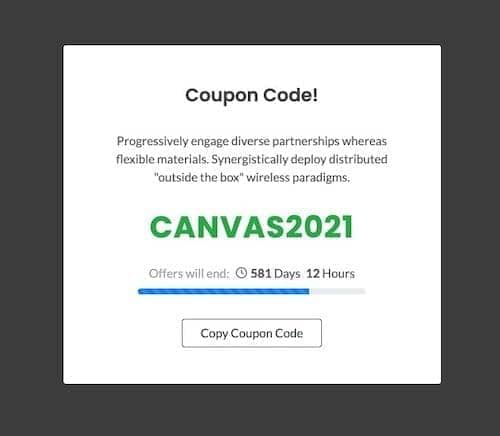 Coupon Code!
Progressively engage diverse partnerships whereas
flexible materials. Synergistically deploy distributed
"outside the box" wireless paradigms.
CANVAS2021
Offers will end: 581 Days 12 Hours
Copy Coupon Code